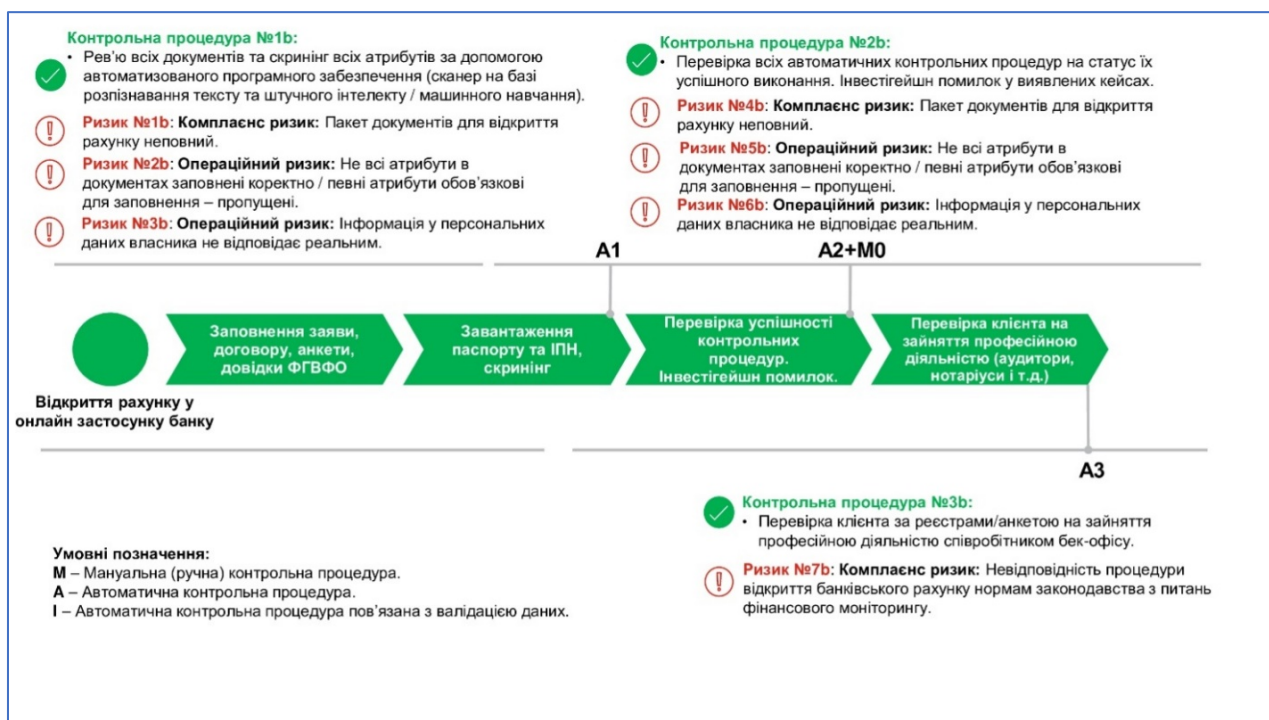 Контрольна процедура №1b:
• Рев’ю всіх документів та скринінг всіх атрибутів за допомогою
автоматизованого програмного забезпечення (сканер на базі
розпізнавання тексту та штучного інтелекту / машинного навчання).
Ризик №1b: Комплаєнс ризик: Пакет документів для відкриття
рахунку неповний.
Ризик №2b: Операційний ризик: Не всі атрибути в
документах заповнені коректно / певні атрибути обов’язкові
для заповнення – пропущені.
Ризик №3b: Операційний ризик: Інформація у персональних
даних власника не відповідає реальним.
Контрольна процедура №2b:
• Перевірка всіх автоматичних контрольних процедур на статус їх
успішного виконання. Інвестігейшн помилок у виявлених кейсах.
Ризик №4b: Комплаєнс ризик: Пакет документів для відкриття
рахунку неповний.
Ризик №5b: Операційний ризик: Не всі атрибути в
документах заповнені коректно / певні атрибути обов’язкові
для заповнення – пропущені.
Ризик №6b: Операційний ризик: Інформація у персональних
даних власника не відповідає реальним.
А1
А2+М0
Відкриття рахунку у
онлайн застосунку банку
Заповнення заяви,
договору, анкети,
довідки ФГВФО
Завантаження
паспорту та ІПН,
скринінг
Перевірка успішності
контрольних
процедур.
Інвестігейшн помилок.
Перевірка клієнта на
зайняття професійною
діяльністю (аудитори,
нотаріуси і т.д.)
А3
Контрольна процедура №3b:
• Перевірка клієнта за реєстрами/анкетою на зайняття
професійною діяльністю співробітником бек-офісу.
Ризик №7b: Комплаєнс ризик: Невідповідність процедури
відкриття банківського рахунку нормам законодавства з питань
фінансового моніторингу.
Умовні позначення:
М – Мануальна (ручна) контрольна процедура.
А – Автоматична контрольна процедура.
І – Автоматична контрольна процедура пов’язана з валідацією даних.